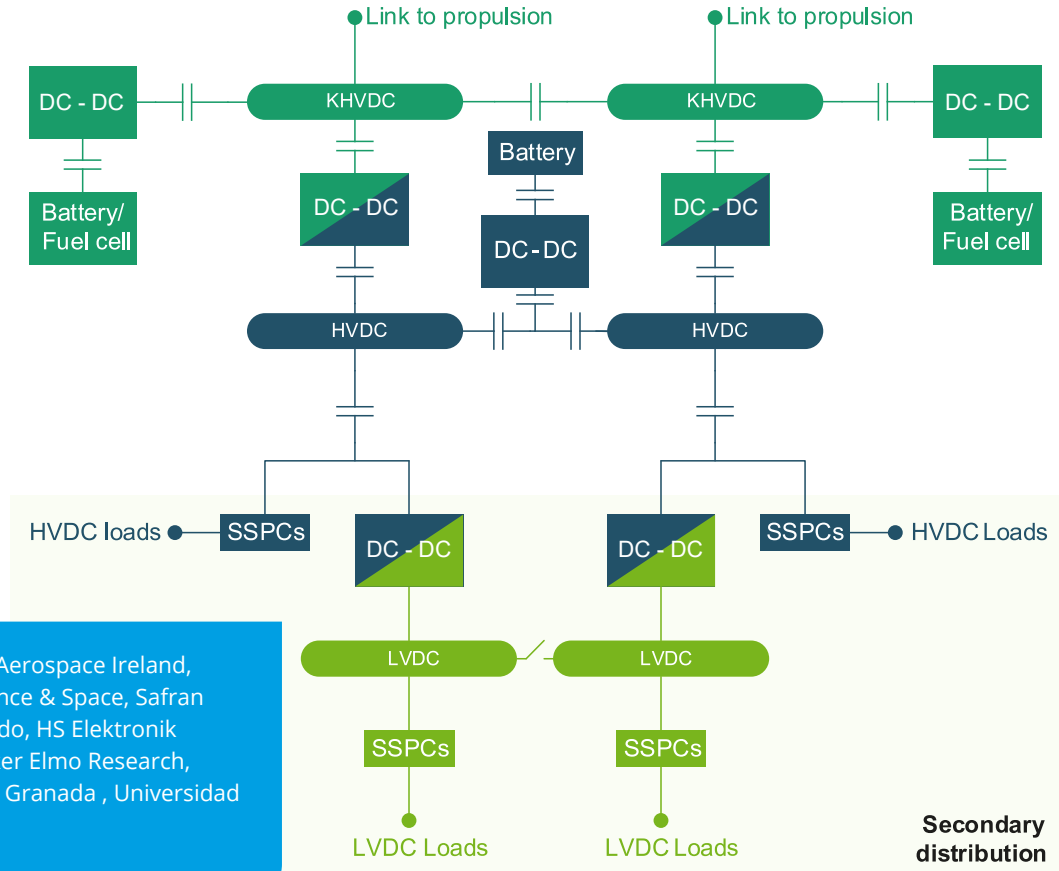 Link to propulsion
Link to propulsion
DC - DC
KHVDC
KHVDC
DC - DC
Battery
Battery/
Fuel cell
DC - DC
DC - DC
Battery/
Fuel cell
DC - DC
HVDC
HVDC
HVDC loads
SSPCs
DC - DC
DC - DC
SSPCs
HVDC Loads
LVDC
LVDC
Aerospace Ireland,
nce & Space, Safran
do, HS Elektronik
er Elmo Research,
Granada , Universidad
SSPCs
SSPCs
LVDC Loads
LVDC Loads
Secondary
distribution